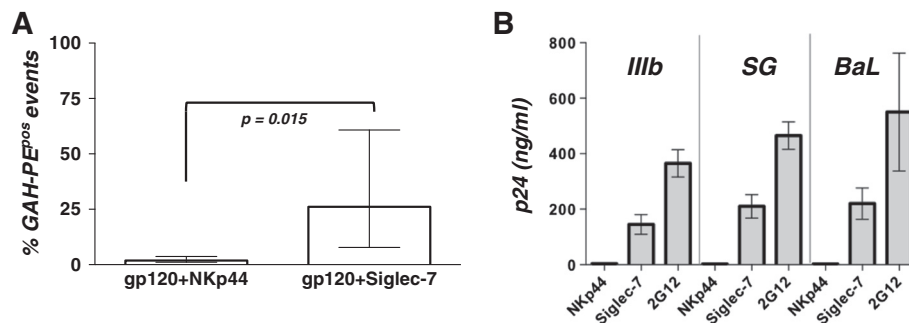 A
% GAH-PEpos events
100
75
50
25
0
p = 0.015
gp120+NKp44
gp120+Siglec-7
B
p24 (ng/ml)
800
600
400
200
0
IIIb
SG
BaL
NKp44
Siglec-7
2G12
NKp44
Siglec-7
2G12
NKp44
Siglec-7
2G12